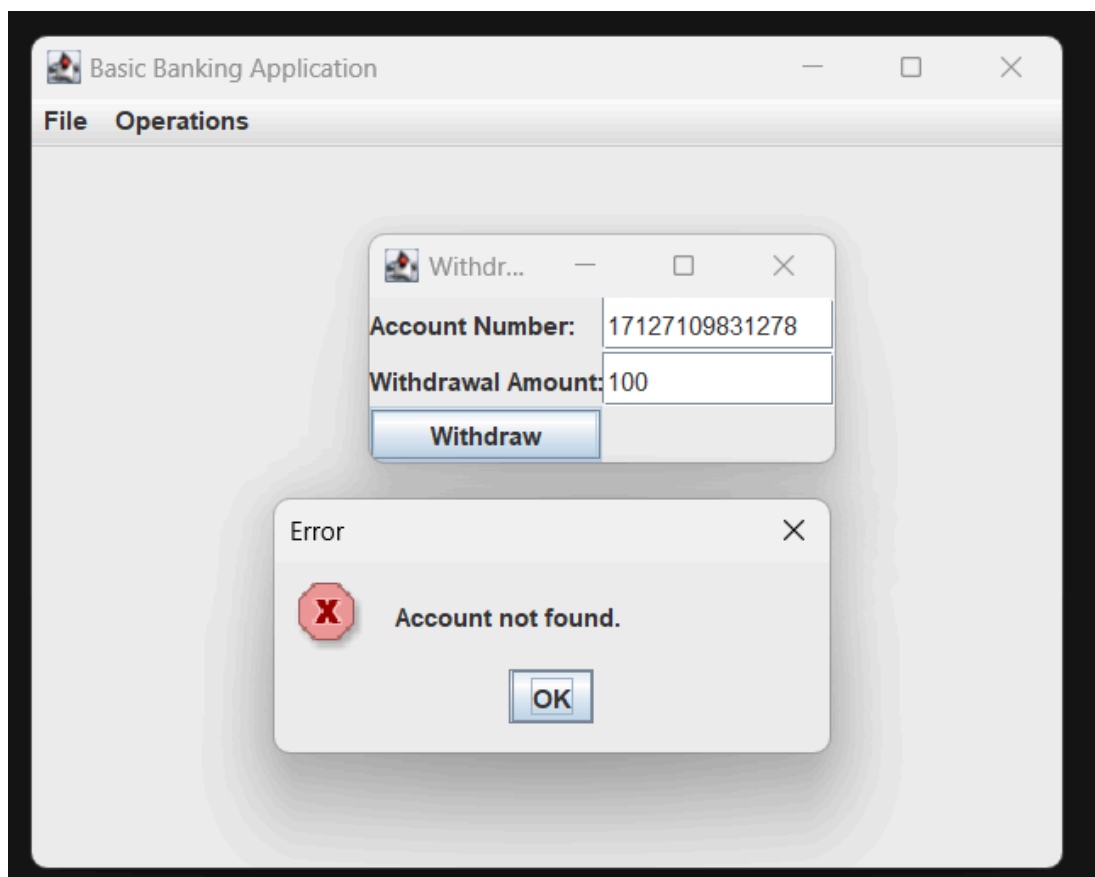 Basic Banking Application
File Operations
Withdr...
Account Number: 17127109831278
Withdrawal Amount: 100
Withdraw
Error
Account not found.
OK